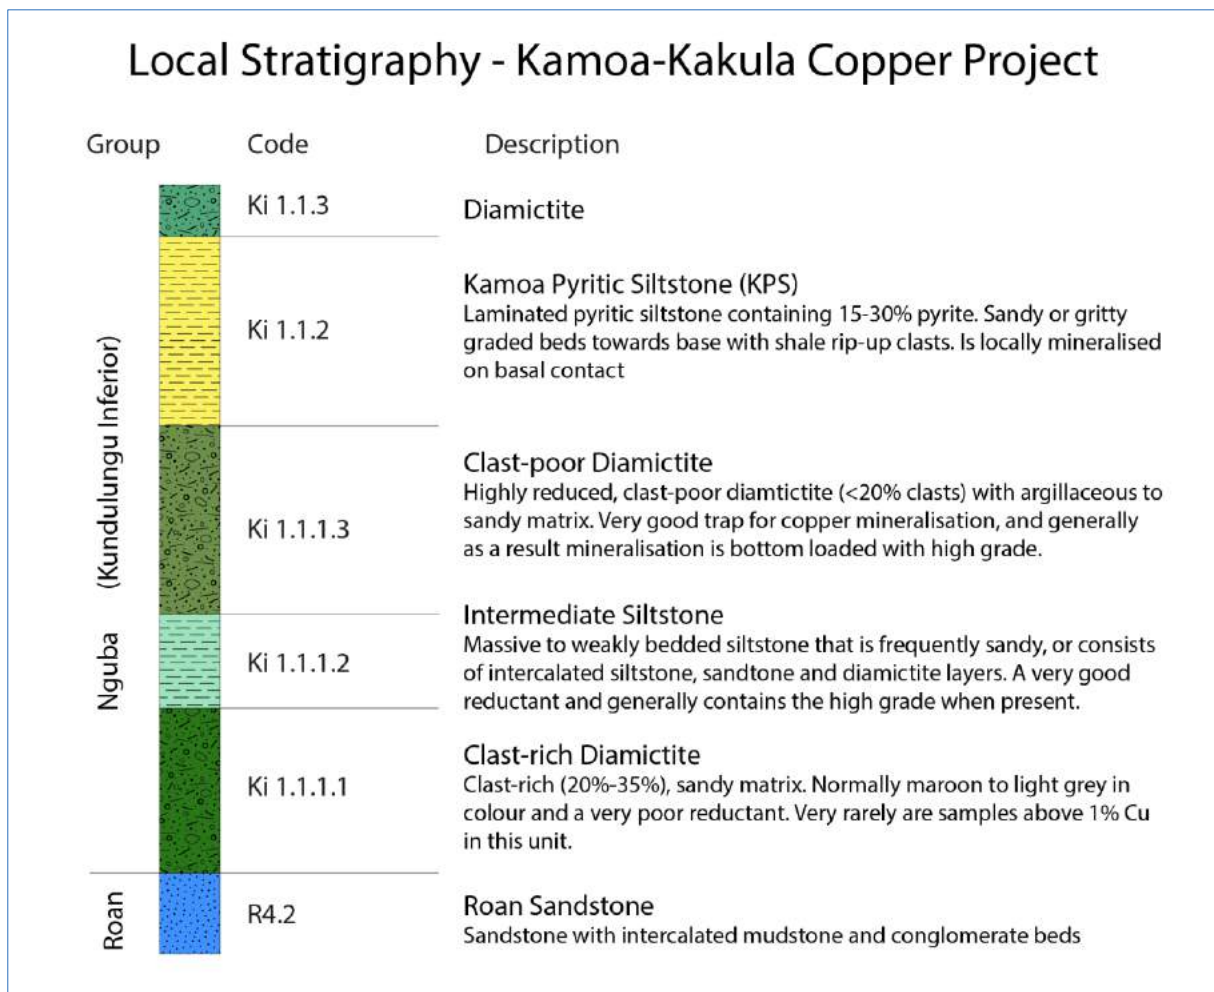 Local Stratigraphy - Kamoa-Kakula Copper Project
Group Code Description
Ki 1.1.3
Diamictite
Ki 1.1.2
Kamoa Pyritic Siltstone (KPS)
Laminated pyritic siltstone containing 15-30% pyrite. Sandy or gritty
graded beds towards base with shale rip-up clasts. Is locally mineralised
on basal contact
(Kundulungu Inferior)
Ki 1.1.1.3
Clast-poor Diamictite
Highly reduced, clast-poor diamtictite (<20% clasts) with argillaceous to
sandy matrix. Very good trap for copper mineralisation, and generally
as a result mineralisation is bottom loaded with high grade.
Nguba
Ki 1.1.1.2
Intermediate Siltstone
Massive to weakly bedded siltstone that is frequently sandy, or consists
of intercalated siltstone, sandtone and diamictite layers. A very good
reductant and generally contains the high grade when present.
Ki 1.1.1.1
Clast-rich Diamictite
Clast-rich (20%-35%), sandy matrix. Normally maroon to light grey in
colour and a very poor reductant. Very rarely are samples above 1% Cu
in this unit.
Roan
R4.2
Roan Sandstone
Sandstone with intercalated mudstone and conglomerate beds